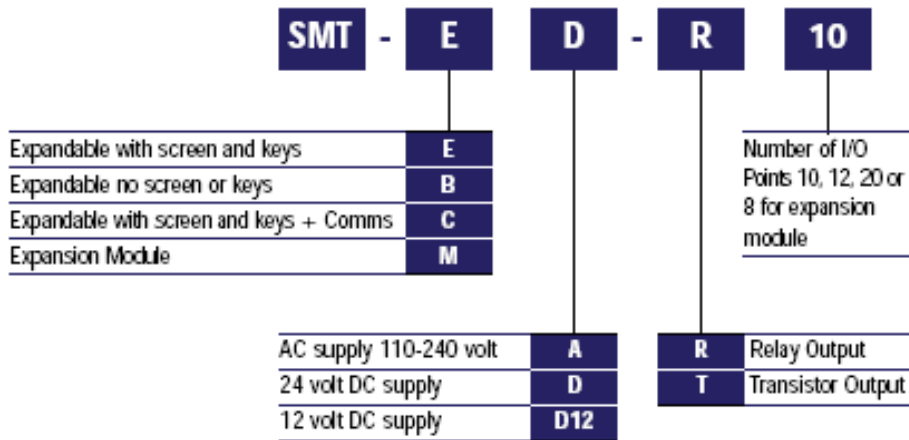 SMT - E D - R 10
Expandable with screen and keys E
Expandable no screen or keys B
Expandable with screen and keys + Comms C
Expansion Module M
Number of I/O
Points 10, 12, 20 or
8 for expansion
module
AC supply 110-240 volt A
24 volt DC supply D
12 volt DC supply D12
R Relay Output
T Transistor Output